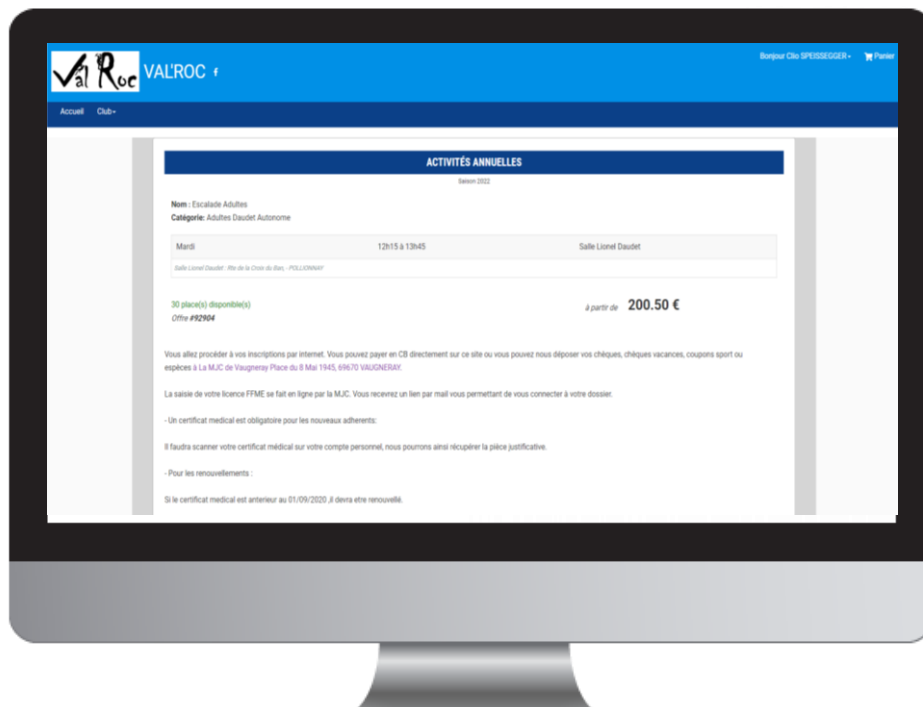 Val Roc
VAL'ROC f
Bonjour Clio SPEISSEGGER
Panier
Accueil Club
ACTIVITÉS ANNUELLES
Saison 2022
Nom : Escalade Adultes
Catégorie: Adultes Daudet Autonome
Mardi 12h15 à 13h45 Salle Lionel Daudet
Salle Lionel Daudet : Rte de la Croix du Ban, - POLLIONNAY
30 place(s) disponible(s)
à partir de 200.50 €
Offre #92904
Vous allez procéder à vos inscriptions par internet. Vous pouvez payer en CB directement sur ce site ou vous pouvez nous déposer vos chéques, chèques vacances, coupons sport ou
espèces à La MJC de Vaugneray Place du 8 Mai 1945, 69670 VAUGNERAY.
La saisie de votre licence FFME se fait en ligne par la MJC. Vous recevrez un lien par mail vous permettant de vous connecter à votre dossier.
- Un certificat medical est obligatoire pour les nouveaux adherents:
Il faudra scanner votre certificat médical sur votre compte personnel, nous pourrons ainsi récupérer la pièce justificative.
- Pour les renouvellements :
Si le certificat medical est anterieur au 01/09/2020 ,il devra etre renouvellé.